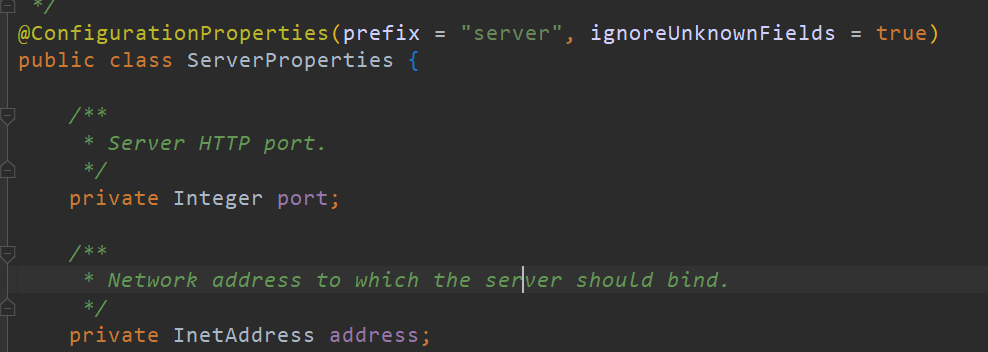 */
@ConfigurationProperties(prefix = "server", ignoreUnknownFields = true)
public class ServerProperties {
/**
* Server HTTP port.
*/
private Integer port;
/**
* Network address to which the server should bind.
*/
private InetAddress address;